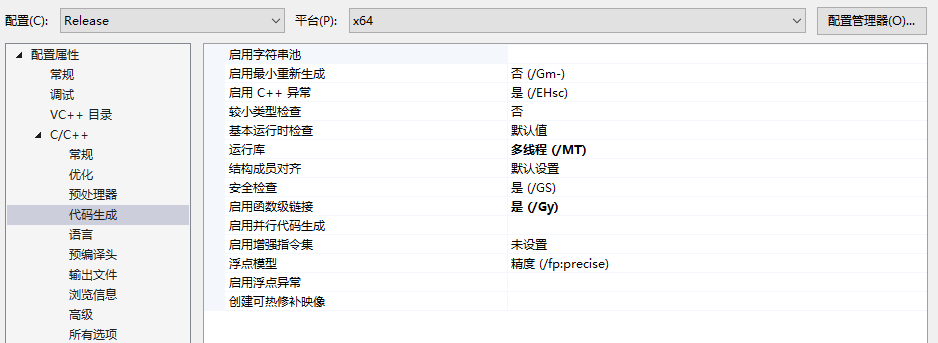 配置(C): Release 平台(P): x64 配置管理器(O)...
配置属性
常规
调试
VC++ 目录
C/C++
常规
优化
预处理器
代码生成
语言
预编译头
输出文件
浏览信息
高级
所有选项
启用字符串池
启用最小重新生成 否 (/Gm-)
启用 C++ 异常 是 (/EHsc)
较小类型检查 否
基本运行时检查 默认值
运行库 多线程 (/MT)
结构成员对齐 默认设置
安全检查 是 (/GS)
启用函数级链接 是 (/Gy)
启用并行代码生成
启用增强指令集 未设置
浮点模型 精度 (/fp:precise)
启用浮点异常
创建可热修补映像